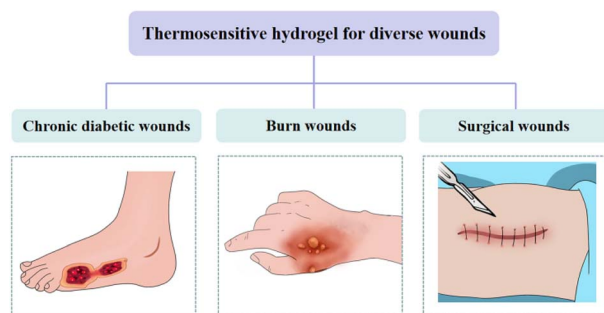 Thermosensitive hydrogel for diverse wounds
Chronic diabetic wounds
Burn wounds
Surgical wounds